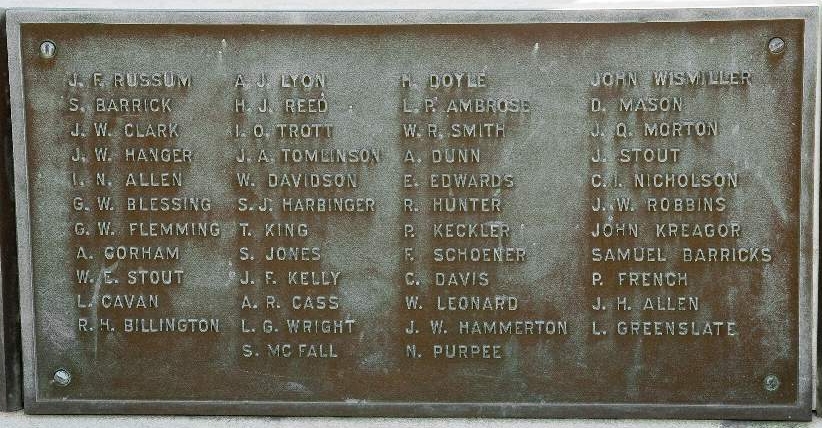 J. F. RUSSUM
S. BARRICK
J. W. CLARK
J. W. HANGER
I. N. ALLEN
G. W. BLESSING
G. W. FLEMMING
A. GORHAM
W. E. STOUT
L. CAVAN
R. H. BILLINGTON
A. J. LYON
H. J. REED
I. O. TROTT
J. A. TOMLINSON
W. DAVIDSON
S. J. HARBINGER
T. KING
S. JONES
J. F. KELLY
A. R. CASS
L. G. WRIGHT
S. MC FALL
H. DOYLE
L. P. AMBROSE
W. R. SMITH
A. DUNN
E. EDWARDS
R. HUNTER
P. KECKLER
F. SCHOENER
C. DAVIS
W. LEONARD
J. W. HAMMERTON
N. PURPEE
JOHN WISMILLER
D. MASON
J. Q. MORTON
J. STOUT
C. I. NICHOLSON
J. W. ROBBINS
JOHN KREAGOR
SAMUEL BARRICKS
P. FRENCH
J. H. ALLEN
L. GREENSLATE